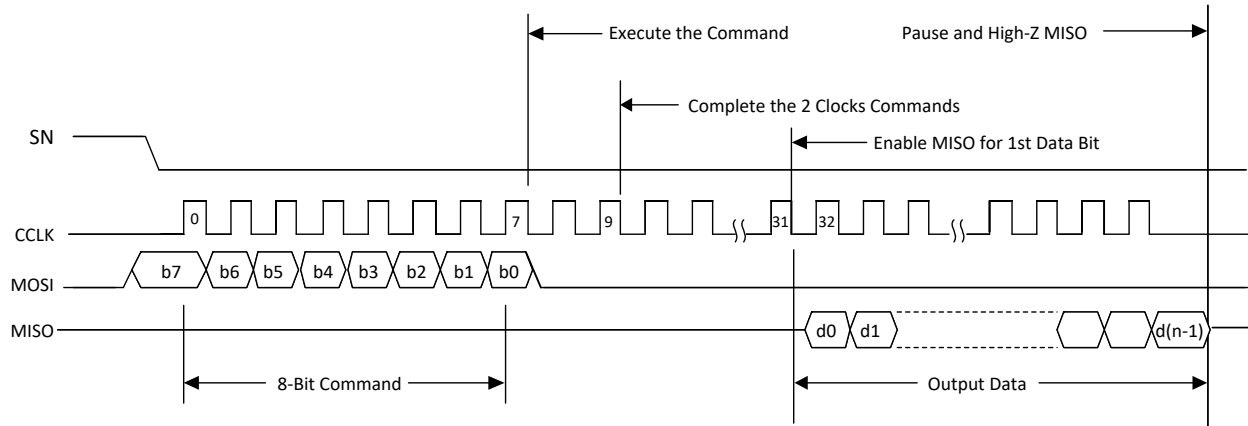 Execute the Command
Pause and High-Z MISO
Complete the 2 Clocks Commands
SN
Enable MISO for 1st Data Bit
CCLK
0
7
9
31
32
MOSI
b7
b6
b5
b4
b3
b2
b1
b0
MISO
d0
d1
d(n-1)
8-Bit Command
Output Data